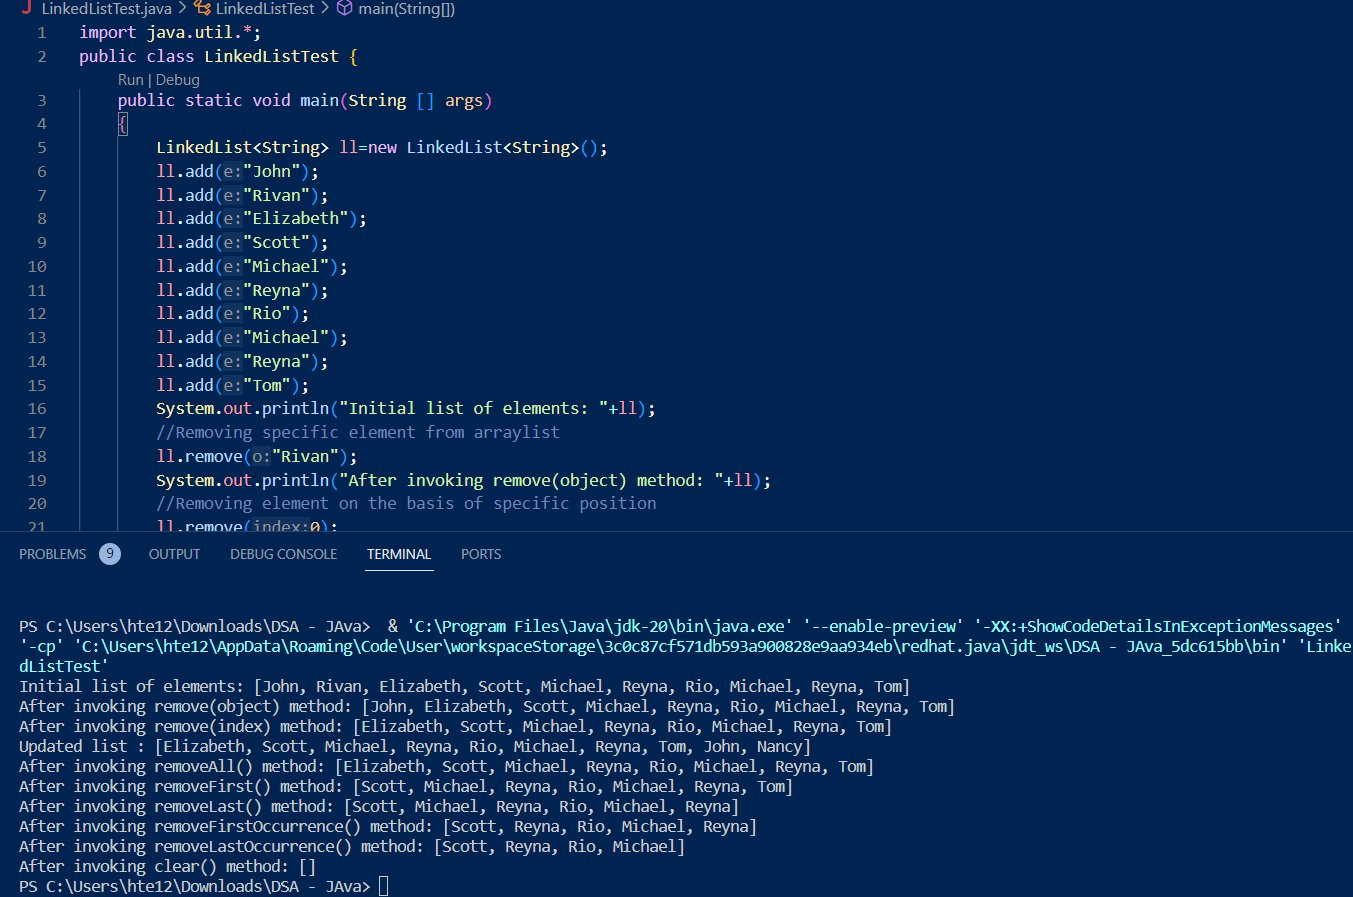 LinkedListTest.java > LinkedListTest > main(String[])
1 import java.util.*;
2 public class LinkedListTest {
Run | Debug
3 public static void main(String [] args)
4 {
5 LinkedList<String> ll=new LinkedList<String>();
6 ll.add(e:"John");
7 ll.add(e:"Rivan");
8 ll.add(e:"Elizabeth");
9 ll.add(e:"Scott");
10 ll.add(e:"Michael");
11 ll.add(e:"Reyna");
12 ll.add(e:"Rio");
13 ll.add(e:"Michael");
14 ll.add(e:"Reyna");
15 ll.add(e:"Tom");
16 System.out.println("Initial list of elements: "+ll);
17 //Removing specific element from arraylist
18 ll.remove(o:"Rivan");
19 System.out.println("After invoking remove(object) method: "+ll);
20 //Removing element on the basis of specific position
21 ll.remove(index:0);
PROBLEMS 9 OUTPUT DEBUG CONSOLE TERMINAL PORTS
PS C:\Users\hte12\Downloads\DSA - JAva>  & 'C:\Program Files\Java\jdk-20\bin\java.exe' '--enable-preview' '-XX:+ShowCodeDetailsInExceptionMessages'
'-cp' 'C:\Users\hte12\AppData\Roaming\Code\User\workspaceStorage\3c0c87cf571db593a900828e9aa934eb\redhat.java\jdt_ws\DSA - JAva_5dc615bb\bin' 'Linke
dListTest'
Initial list of elements: [John, Rivan, Elizabeth, Scott, Michael, Reyna, Rio, Michael, Reyna, Tom]
After invoking remove(object) method: [John, Elizabeth, Scott, Michael, Reyna, Rio, Michael, Reyna, Tom]
After invoking remove(index) method: [Elizabeth, Scott, Michael, Reyna, Rio, Michael, Reyna, Tom]
Updated list : [Elizabeth, Scott, Michael, Reyna, Rio, Michael, Reyna, Tom, John, Nancy]
After invoking removeAll() method: [Elizabeth, Scott, Michael, Reyna, Rio, Michael, Reyna, Tom]
After invoking removeFirst() method: [Scott, Michael, Reyna, Rio, Michael, Reyna, Tom]
After invoking removeLast() method: [Scott, Michael, Reyna, Rio, Michael, Reyna]
After invoking removeFirstOccurrence() method: [Scott, Reyna, Rio, Michael, Reyna]
After invoking removeLastOccurrence() method: [Scott, Reyna, Rio, Michael]
After invoking clear() method: []
PS C:\Users\hte12\Downloads\DSA - JAva>